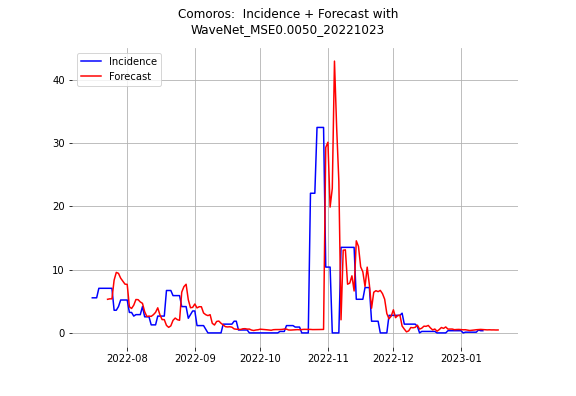 Comoros:  Incidence + Forecast with
WaveNet_MSE0.0050_20221023
Incidence
Forecast
40
30
20
10
0
2022-08 2022-09 2022-10 2022-11 2022-12 2023-01